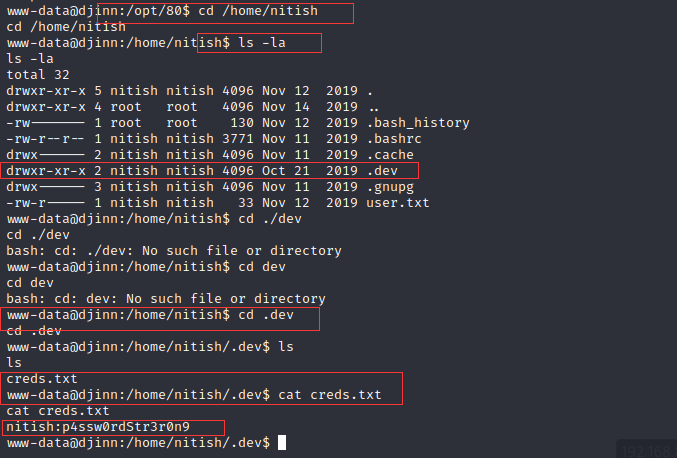 www-data@djinn:/opt/80$ cd /home/nitish
cd /home/nitish
www-data@djinn:/home/nitish$ ls -la
ls -la
total 32
drwxr-xr-x 5 nitish nitish 4096 Nov 12  2019 .
drwxr-xr-x 4 root   root   4096 Nov 14  2019 ..
-rw------- 1 root   root    130 Nov 12  2019 .bash_history
-rw-r--r-- 1 nitish nitish 3771 Nov 11  2019 .bashrc
drwx------ 2 nitish nitish 4096 Nov 11  2019 .cache
drwxr-xr-x 2 nitish nitish 4096 Oct 21  2019 .dev
drwx------ 3 nitish nitish 4096 Nov 11  2019 .gnupg
-rw-r----- 1 nitish nitish   33 Nov 12  2019 user.txt
www-data@djinn:/home/nitish$ cd ./dev
cd ./dev
bash: cd: ./dev: No such file or directory
www-data@djinn:/home/nitish$ cd dev
cd dev
bash: cd: dev: No such file or directory
www-data@djinn:/home/nitish$ cd .dev
cd .dev
www-data@djinn:/home/nitish/.dev$ ls
ls
creds.txt
www-data@djinn:/home/nitish/.dev$ cat creds.txt
cat creds.txt
nitish:p4ssw0rdStr3r0n9
www-data@djinn:/home/nitish/.dev$
192.168